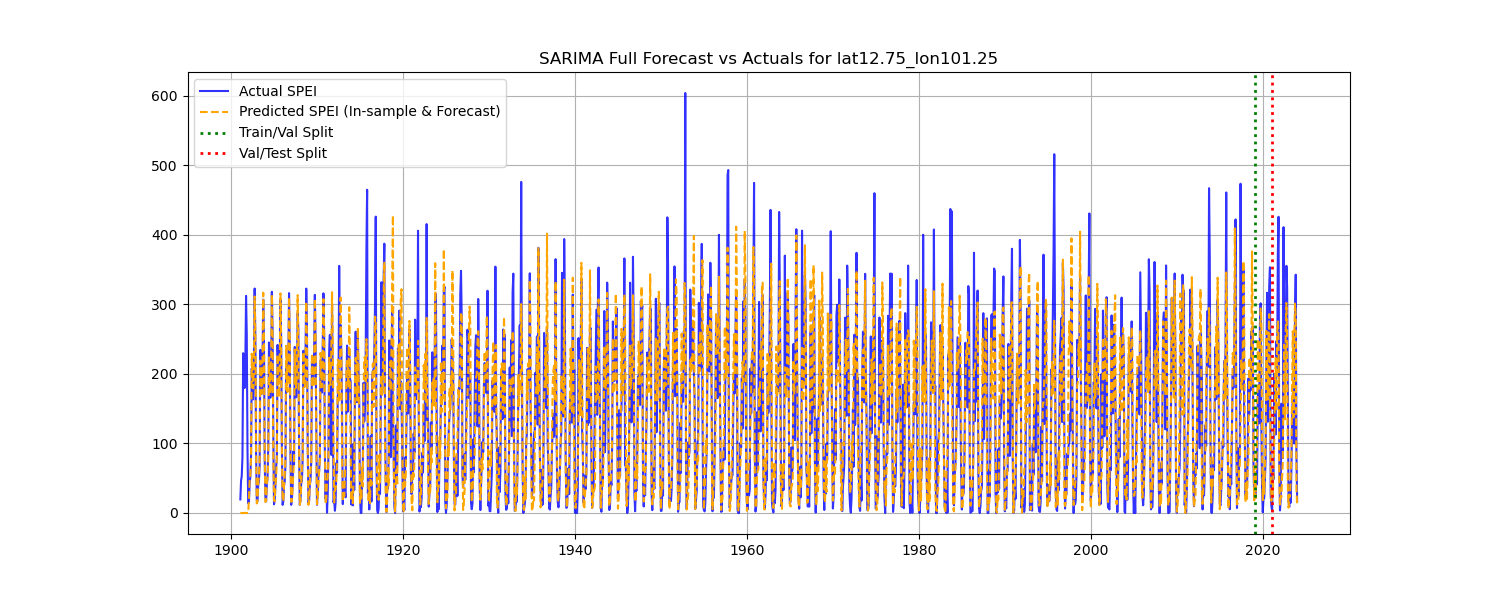 SARIMA Full Forecast vs Actuals for lat12.75_lon101.25
Actual SPEI
Predicted SPEI (In-sample & Forecast)
Train/Val Split
Val/Test Split
600
500
400
300
200
100
0
1900 1920 1940 1960 1980 2000 2020